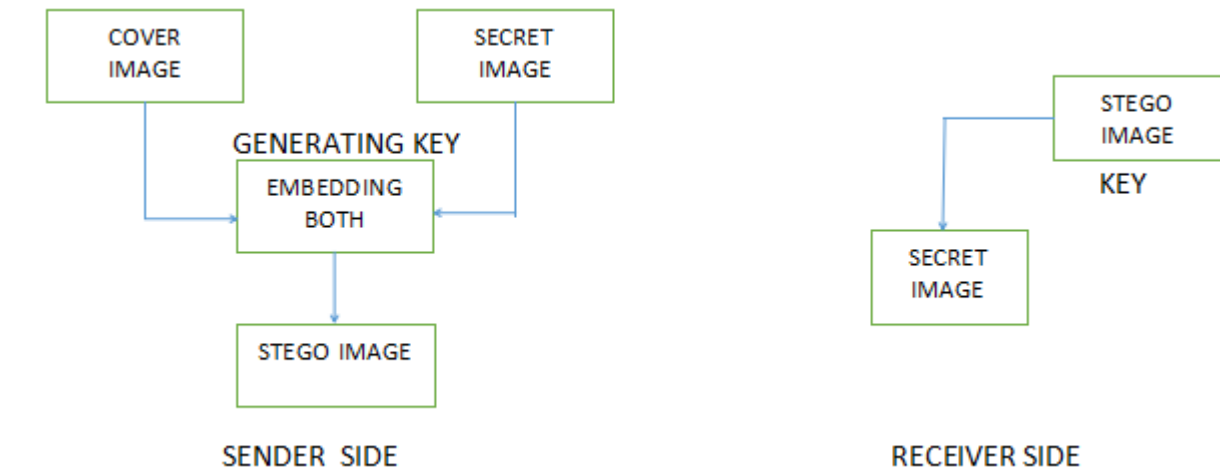 COVER
IMAGE
SECRET
IMAGE
GENERATING KEY
EMBEDDING
BOTH
STEGO IMAGE
SENDER SIDE
STEGO
IMAGE
KEY
SECRET
IMAGE
RECEIVER SIDE